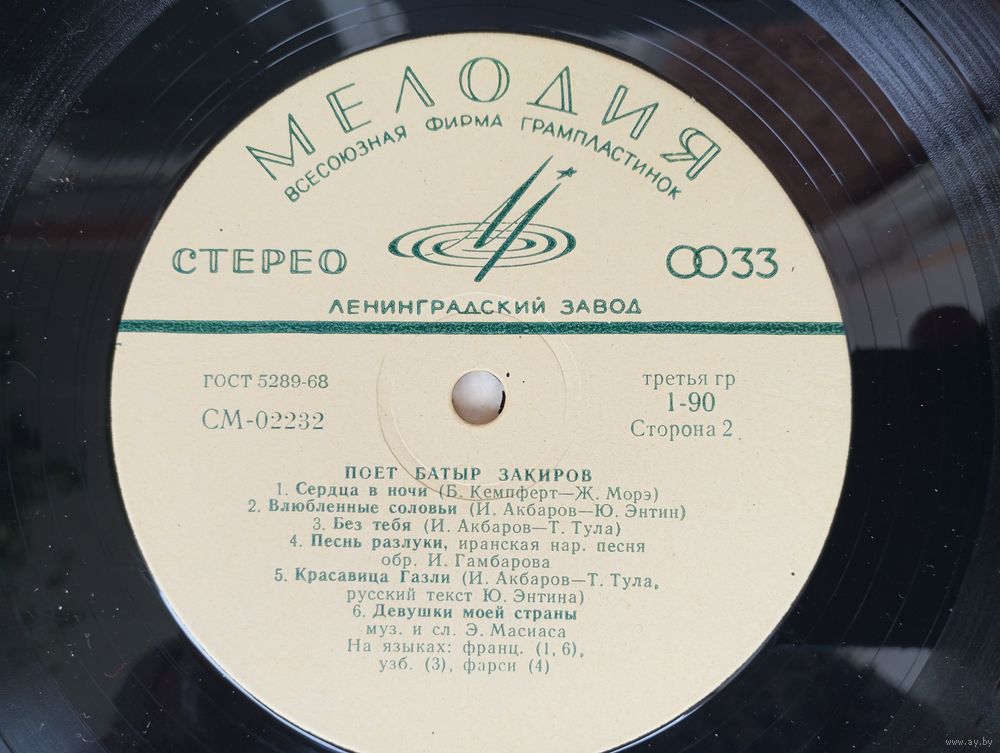 МЕЛОДИЯ
ВСЕСОЮЗНАЯ ФИРМА ГРАМПЛАСТИНОК
СТЕРЕО
33
ЛЕНИНГРАДСКИЙ ЗАВОД
ГОСТ 5289-68
третья гр
СМ-02232
1-90
Сторона 2
ПОЕТ БАТЫР ЗАКИРОВ
1. Сердца в ночи (Б. Кемпферт—Ж. Морэ)
2. Влюбленные соловьи (И. Акбаров—Ю. Энтин)
3. Без тебя (И. Акбаров—Т. Тула)
4. Песнь разлуки, иранская нар. песня
обр. И. Гамбарова
5. Красавица Газли (И. Акбаров—Т. Тула,
русский текст Ю. Энтина)
6. Девушки моей страны
муз. и сл. Э. Масиаса
На языках: франц. (1, 6),
узб. (3), фарси (4)
www.ay.by